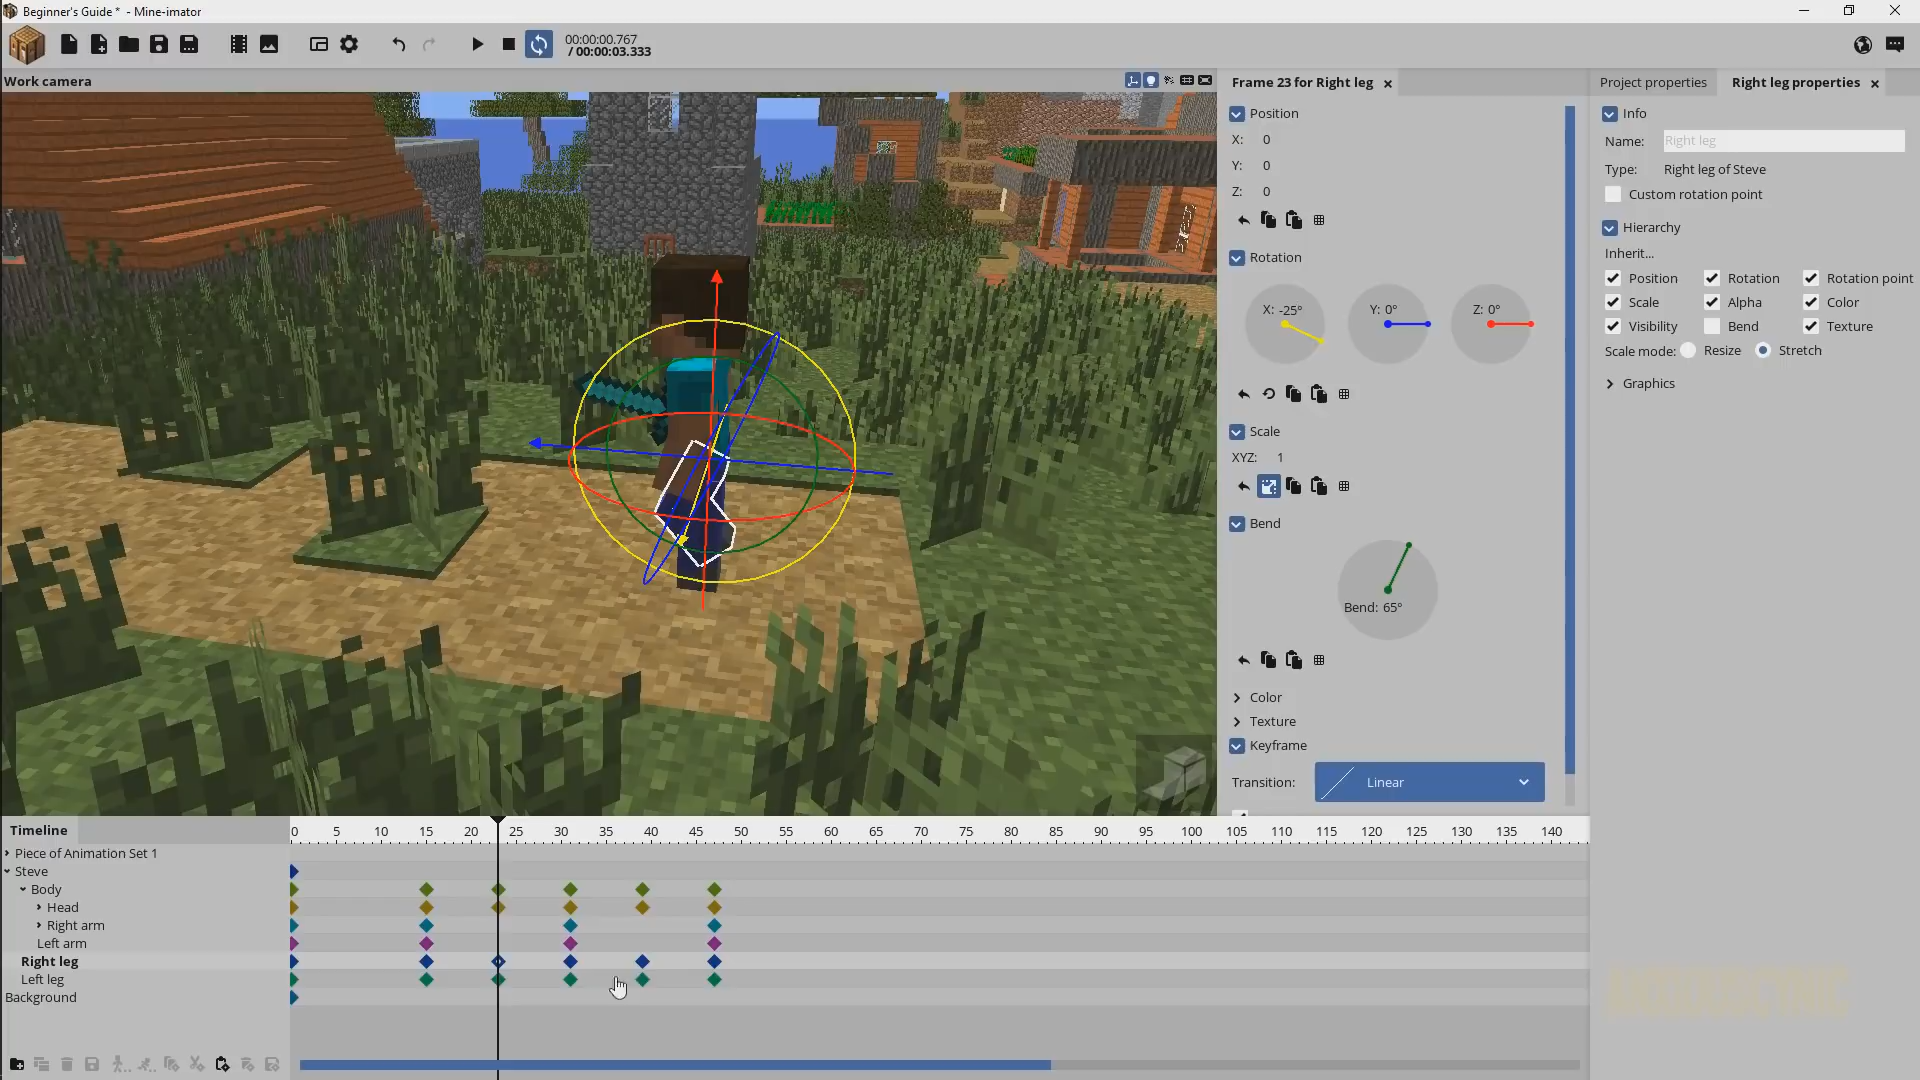 Beginner's Guide * - Mine-imator
00:00:00.767
/ 00:00:03.333
Work camera
Frame 23 for Right leg
Position
X: 0
Y: 0
Z: 0
Rotation
X: -25° Y: 0° Z: 0°
Scale
XYZ: 1
Bend
Bend: 65°
Color
Texture
Keyframe
Transition: Linear
Project properties Right leg properties
Info
Name: Right leg
Type: Right leg of Steve
Custom rotation point
Hierarchy
Inherit...
Position Rotation Rotation point
Scale Alpha Color
Visibility Bend Texture
Scale mode: Resize Stretch
Graphics
Timeline
0 5 10 15 20 25 30 35 40 45 50 55 60 65 70 75 80 85 90 95 100 105 110 115 120 125 130 135 140
Piece of Animation Set 1
Steve
Body
Head
Right arm
Left arm
Right leg
Left leg
Background